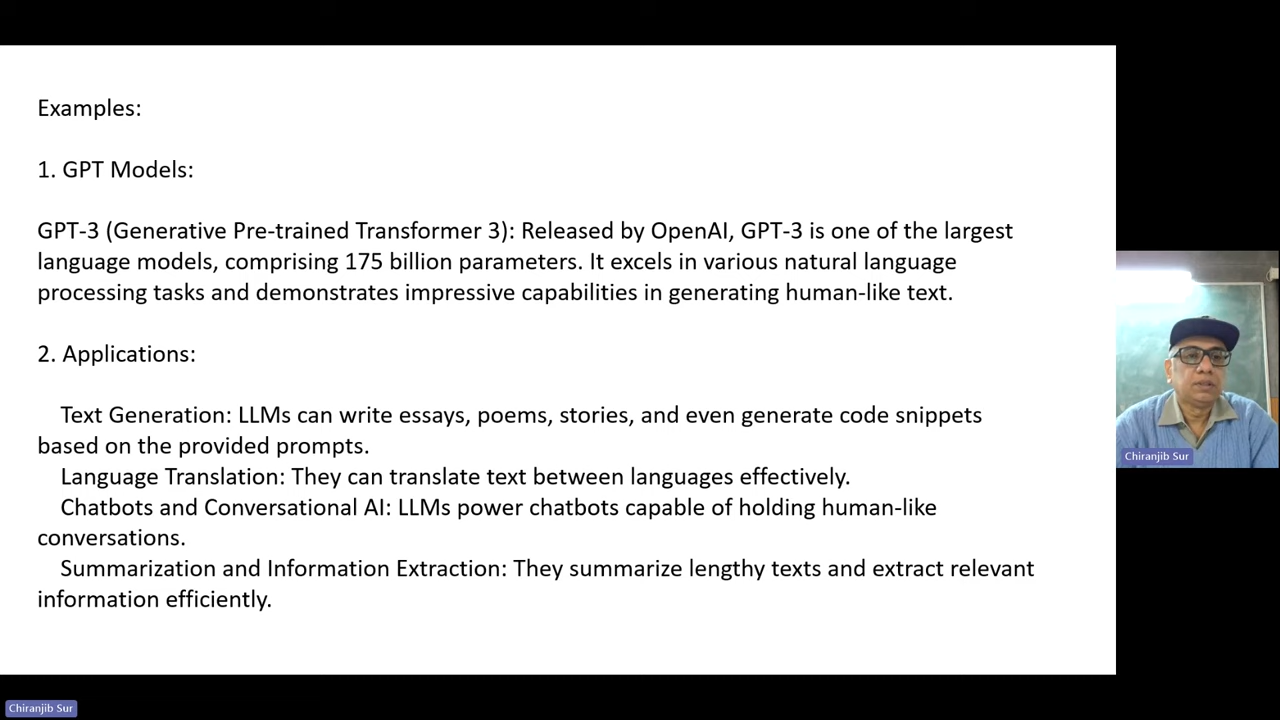 Examples:
1. GPT Models:
GPT-3 (Generative Pre-trained Transformer 3): Released by OpenAI, GPT-3 is one of the largest
language models, comprising 175 billion parameters. It excels in various natural language
processing tasks and demonstrates impressive capabilities in generating human-like text.
2. Applications:
Text Generation: LLMs can write essays, poems, stories, and even generate code snippets
based on the provided prompts.
Language Translation: They can translate text between languages effectively.
Chatbots and Conversational AI: LLMs power chatbots capable of holding human-like
conversations.
Summarization and Information Extraction: They summarize lengthy texts and extract relevant
information efficiently.
Chiranjib Sur
Chiranjib Sur